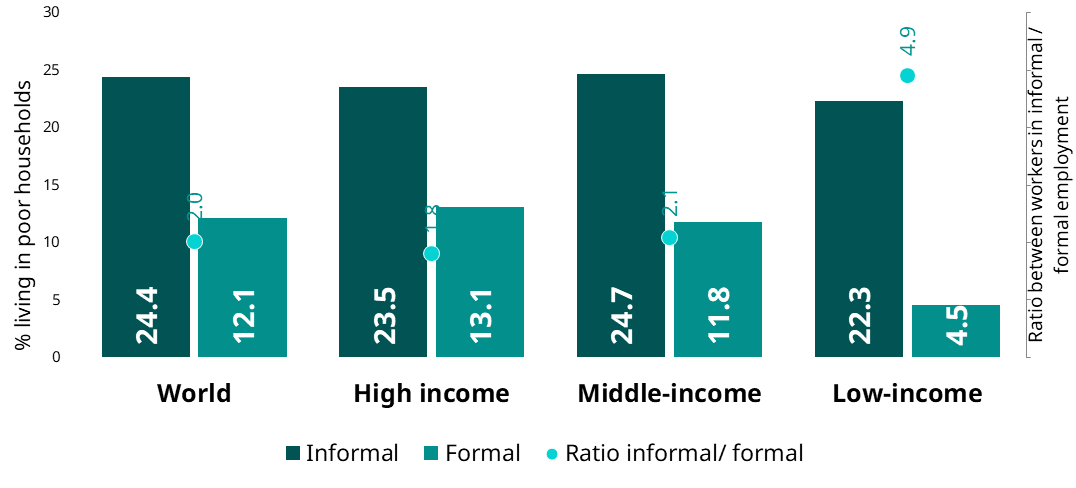 30
25
20
15
10
5
0
% living in poor households
24.4
2.0
12.1
23.5
1.8
13.1
24.7
2.1
11.8
22.3
4.9
4.5
Ratio between workers in informal /
formal employment
World
High income
Middle-income
Low-income
Informal
Formal
Ratio informal/ formal